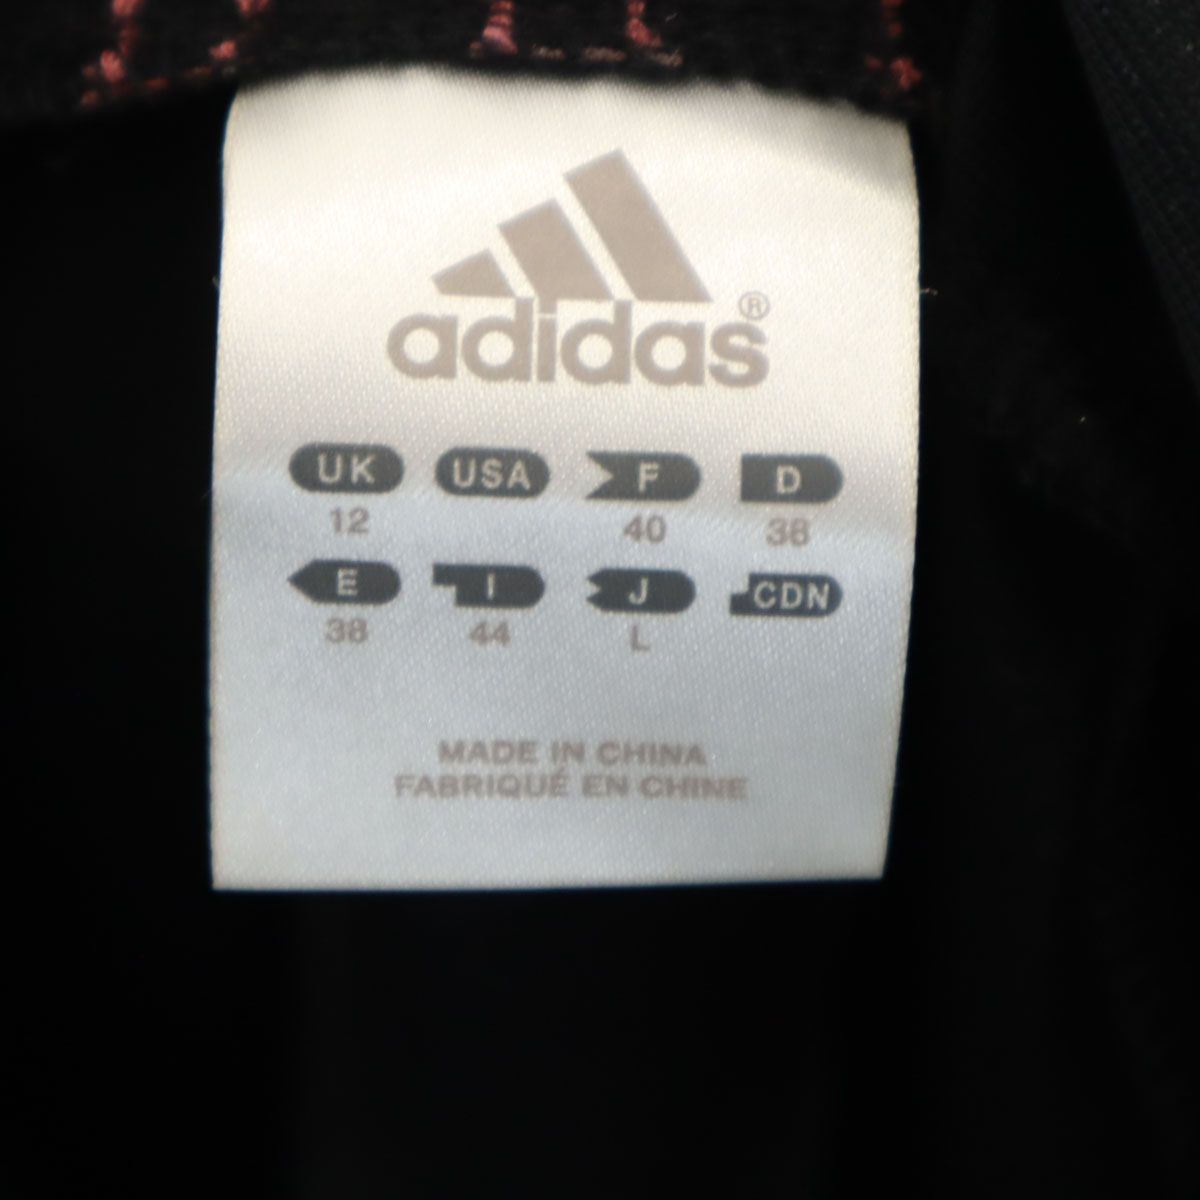 adidas®
UK USA F D
12 40 38
E I J CDN
38 44 L
MADE IN CHINA
FABRIQUÉ EN CHINE